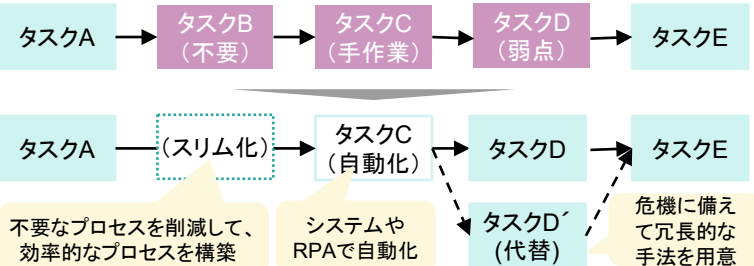 タスクA
タスクB
（不要）
タスクC
（手作業）
タスクD
（弱点）
タスクE
タスクA
（スリム化）
タスクC
（自動化）
タスクD
タスクE
不要なプロセスを削減して、
効率的なプロセスを構築
システムや
RPAで自動化
タスクD´
(代替)
危機に備え
て冗長的な
手法を用意